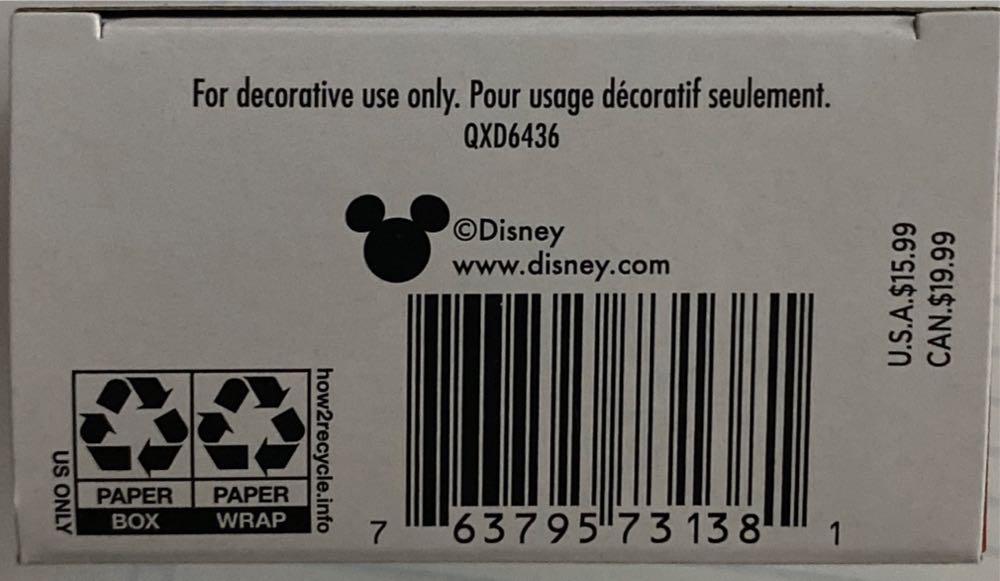 For decorative use only. Pour usage décoratif seulement.
QXD6436
©Disney
www.disney.com
U.S.A.$15.99
CAN.$19.99
how2recycle.info
US ONLY
PAPER PAPER
BOX WRAP
7 63795 73138 1